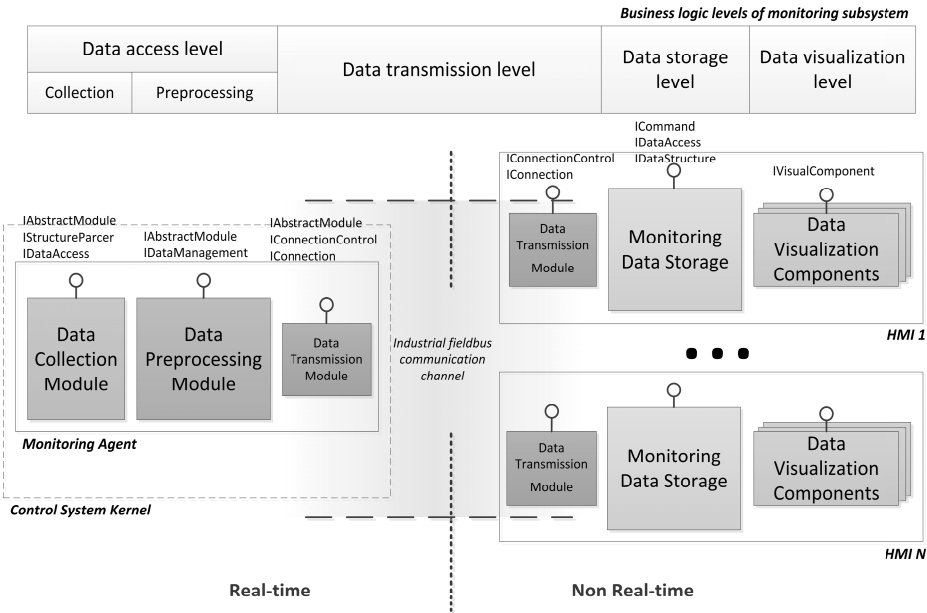 Business logic levels of monitoring subsystem
Data access level
Collection
Preprocessing
Data transmission level
Data storage
level
Data visualization
level
IAbstractModule
IStructureParcer
IDataAccess
IAbstractModule
IDataManagement
IAbstractModule
IConnectionControl
IConnection
Data
Collection
Module
Data
Preprocessing
Module
Data
Transmission
Module
Monitoring Agent
Control System Kernel
Industrial fieldbus
communication
channel
IConnectionControl
IConnection
ICommand
IDataAccess
IDataStructure
IVisualComponent
Data
Transmission
Module
Monitoring
Data Storage
Data
Visualization
Components
HMI 1
Data
Transmission
Module
Monitoring
Data Storage
Data
Visualization
Components
HMI N
Real-time
Non Real-time